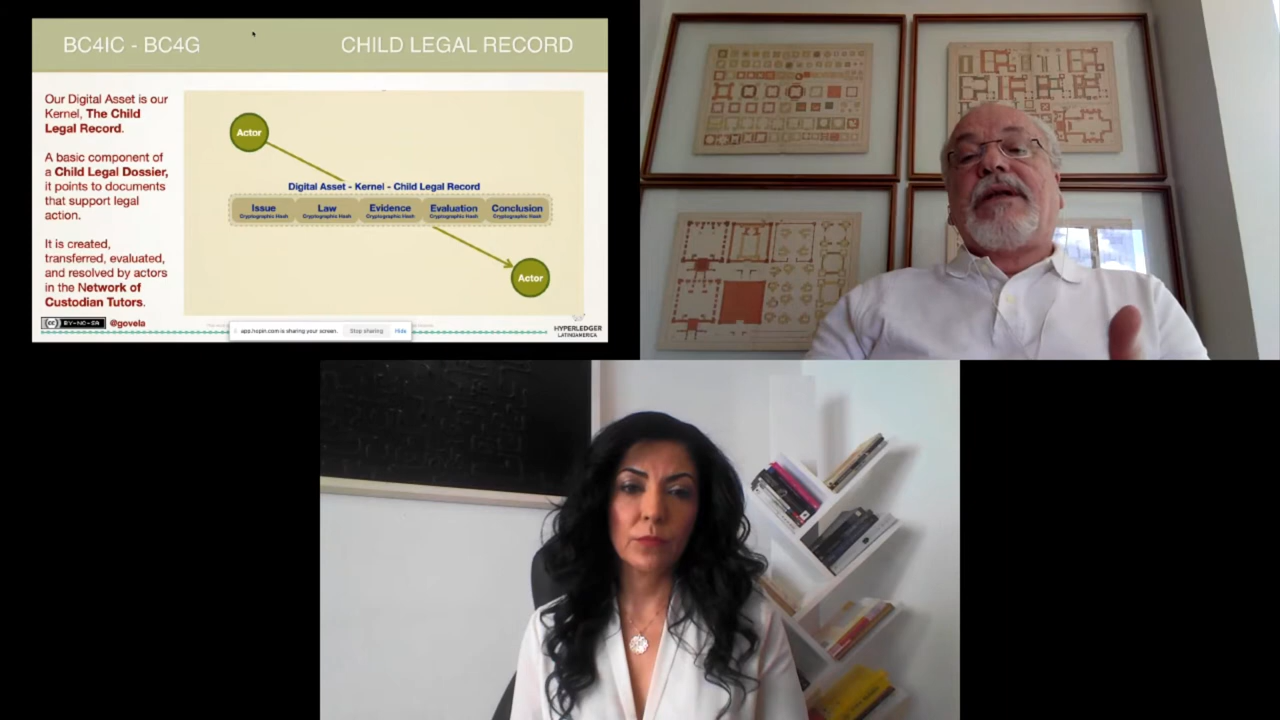 BC4IC - BC4G
CHILD LEGAL RECORD
Our Digital Asset is our
Kernel, The Child
Legal Record.
A basic component of
a Child Legal Dossier,
it points to documents
that support legal
action.
It is created,
transferred, evaluated,
and resolved by actors
in the Network of
Custodian Tutors.
Actor
Digital Asset - Kernel - Child Legal Record
Issue
Cryptographic Hash
Law
Cryptographic Hash
Evidence
Cryptographic Hash
Evaluation
Cryptographic Hash
Conclusion
Cryptographic Hash
Actor
cc BY-NC-SA @govela
app.hopin.com is sharing your screen. Stop sharing Hide
HYPERLEDGER
LATINOAMERICA